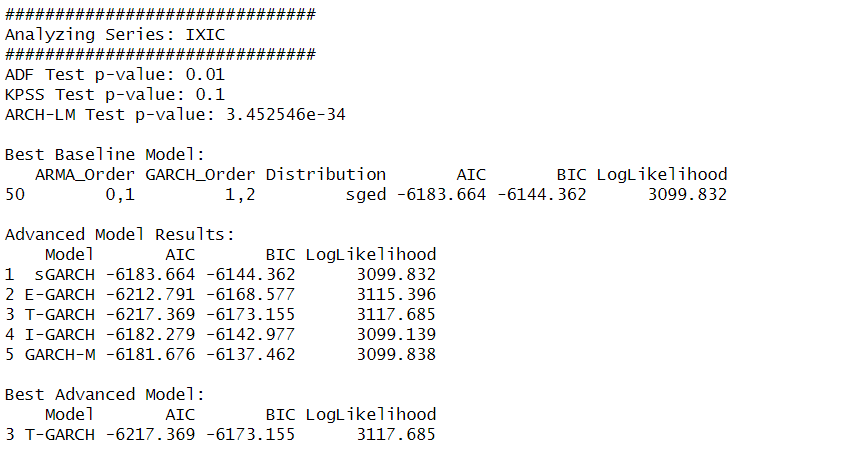 ###############################
Analyzing Series: IXIC
###############################
ADF Test p-value: 0.01
KPSS Test p-value: 0.1
ARCH-LM Test p-value: 3.452546e-34

Best Baseline Model:
   ARMA_Order GARCH_Order Distribution       AIC       BIC LogLikelihood
50        0,1         1,2         sged -6183.664 -6144.362      3099.832

Advanced Model Results:
    Model       AIC       BIC LogLikelihood
1  sGARCH -6183.664 -6144.362      3099.832
2 E-GARCH -6212.791 -6168.577      3115.396
3 T-GARCH -6217.369 -6173.155      3117.685
4 I-GARCH -6182.279 -6142.977      3099.139
5 GARCH-M -6181.676 -6137.462      3099.838

Best Advanced Model:
    Model       AIC       BIC LogLikelihood
3 T-GARCH -6217.369 -6173.155      3117.685